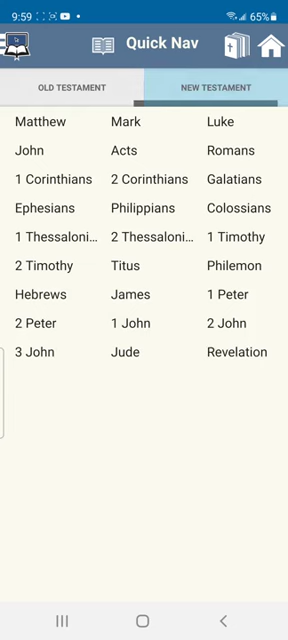 9:59 65%
Quick Nav
OLD TESTAMENT NEW TESTAMENT
Matthew Mark Luke
John Acts Romans
1 Corinthians 2 Corinthians Galatians
Ephesians Philippians Colossians
1 Thessaloni... 2 Thessaloni... 1 Timothy
2 Timothy Titus Philemon
Hebrews James 1 Peter
2 Peter 1 John 2 John
3 John Jude Revelation